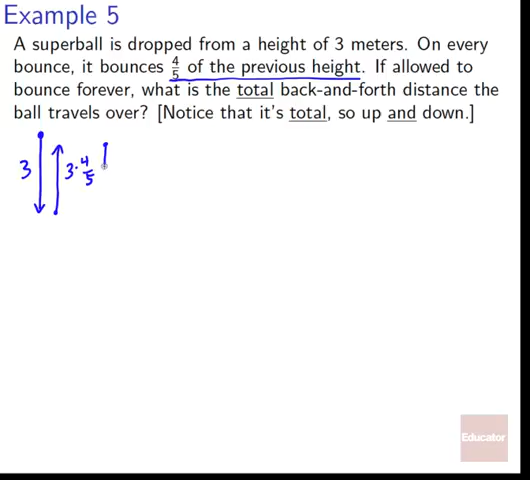 Example 5
A superball is dropped from a height of 3 meters. On every
bounce, it bounces 4/5 of the previous height. If allowed to
bounce forever, what is the total back-and-forth distance the
ball travels over? [Notice that it's total, so up and down.]
3 3·4/5
Educator